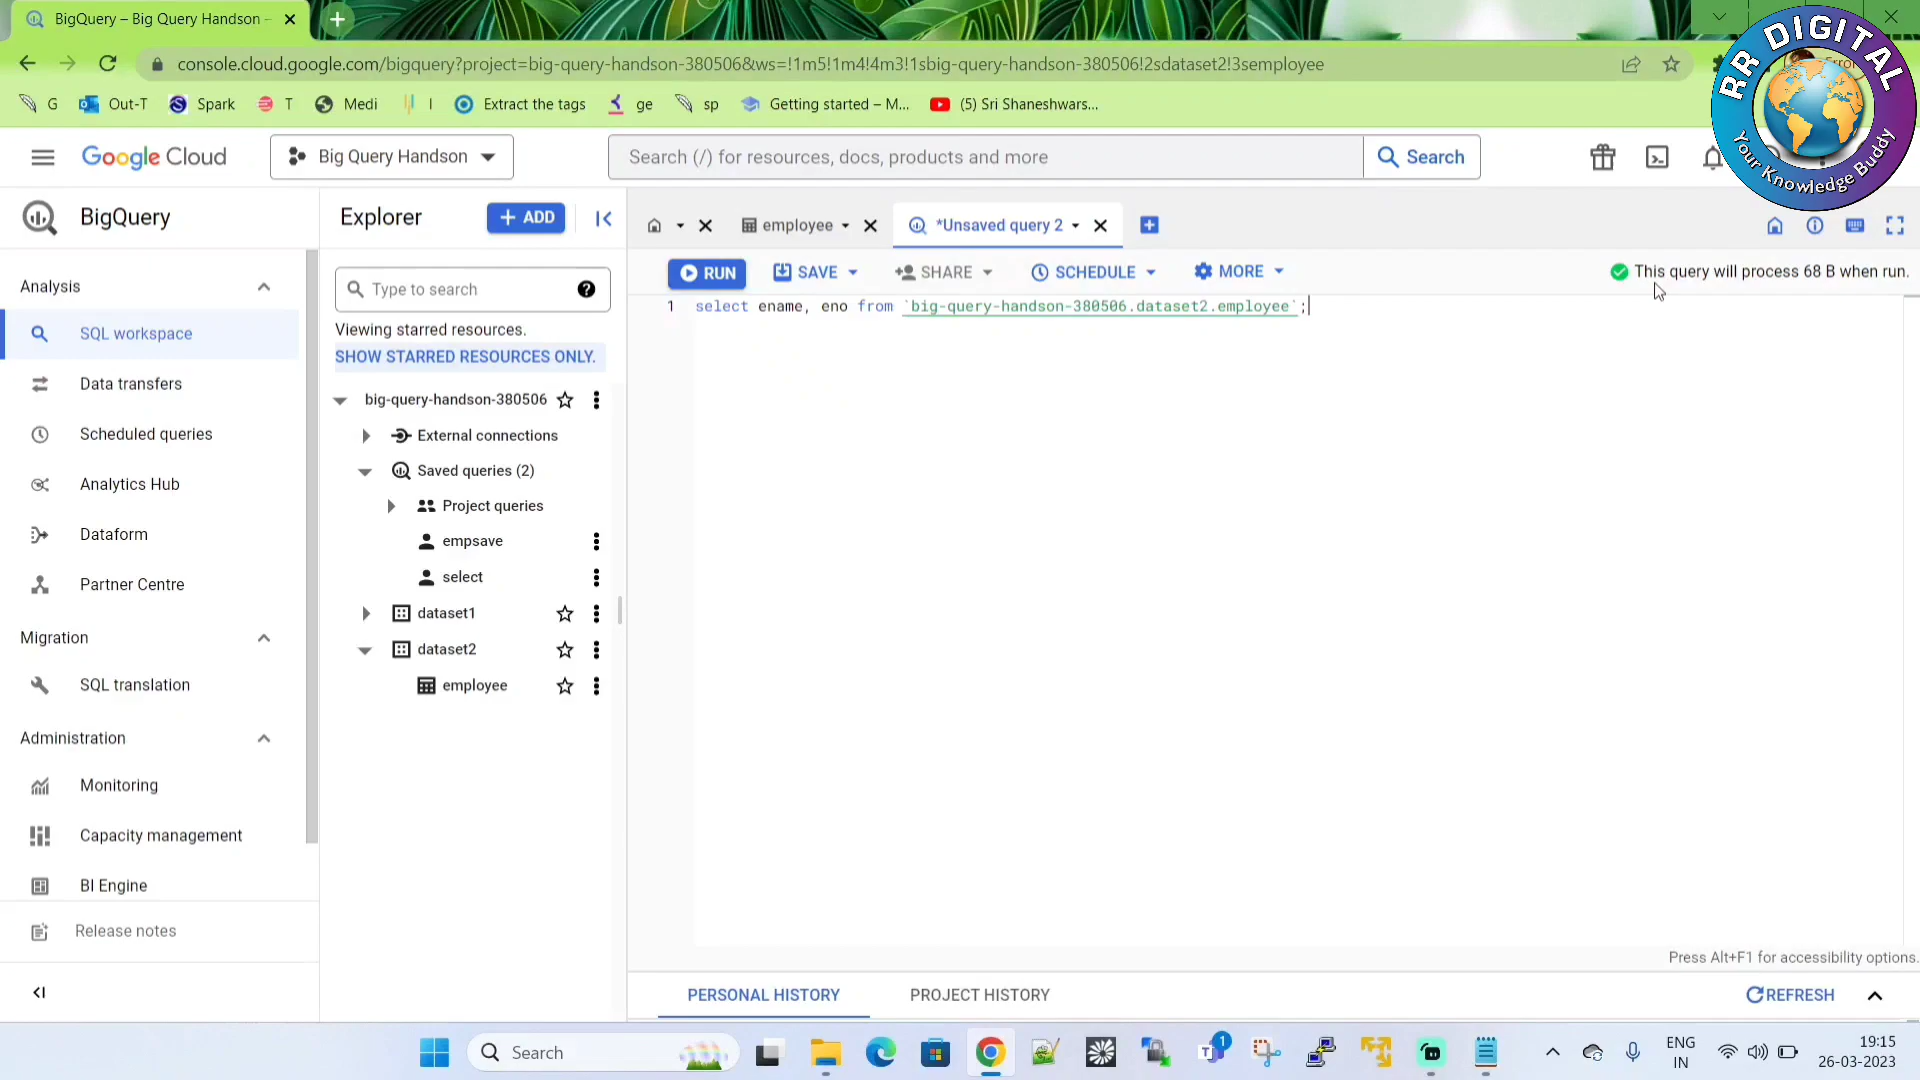 BigQuery – Big Query Handson -
console.cloud.google.com/bigquery?project=big-query-handson-380506&ws=!1m5!1m4!4m3!1sbig-query-handson-380506!2sdataset2!3semployee
G
Out-T
Spark
T
Medi
I
Extract the tags
ge
sp
Getting started – M...
(5) Sri Shaneshwars...
RR DIGITAL
Your Knowledge Buddy
Google Cloud
Big Query Handson
Search (/) for resources, docs, products and more
Search
BigQuery
Analysis
SQL workspace
Data transfers
Scheduled queries
Analytics Hub
Dataform
Partner Centre
Migration
SQL translation
Administration
Monitoring
Capacity management
BI Engine
Release notes
Explorer
+ ADD
Type to search
Viewing starred resources.
SHOW STARRED RESOURCES ONLY.
big-query-handson-380506
External connections
Saved queries (2)
Project queries
empsave
select
dataset1
dataset2
employee
employee
*Unsaved query 2
RUN
SAVE
SHARE
SCHEDULE
MORE
This query will process 68 B when run.
1 select ename, eno from `big-query-handson-380506.dataset2.employee`;
Press Alt+F1 for accessibility options.
PERSONAL HISTORY
PROJECT HISTORY
REFRESH
Search
1
ENG
IN
19:15
26-03-2023